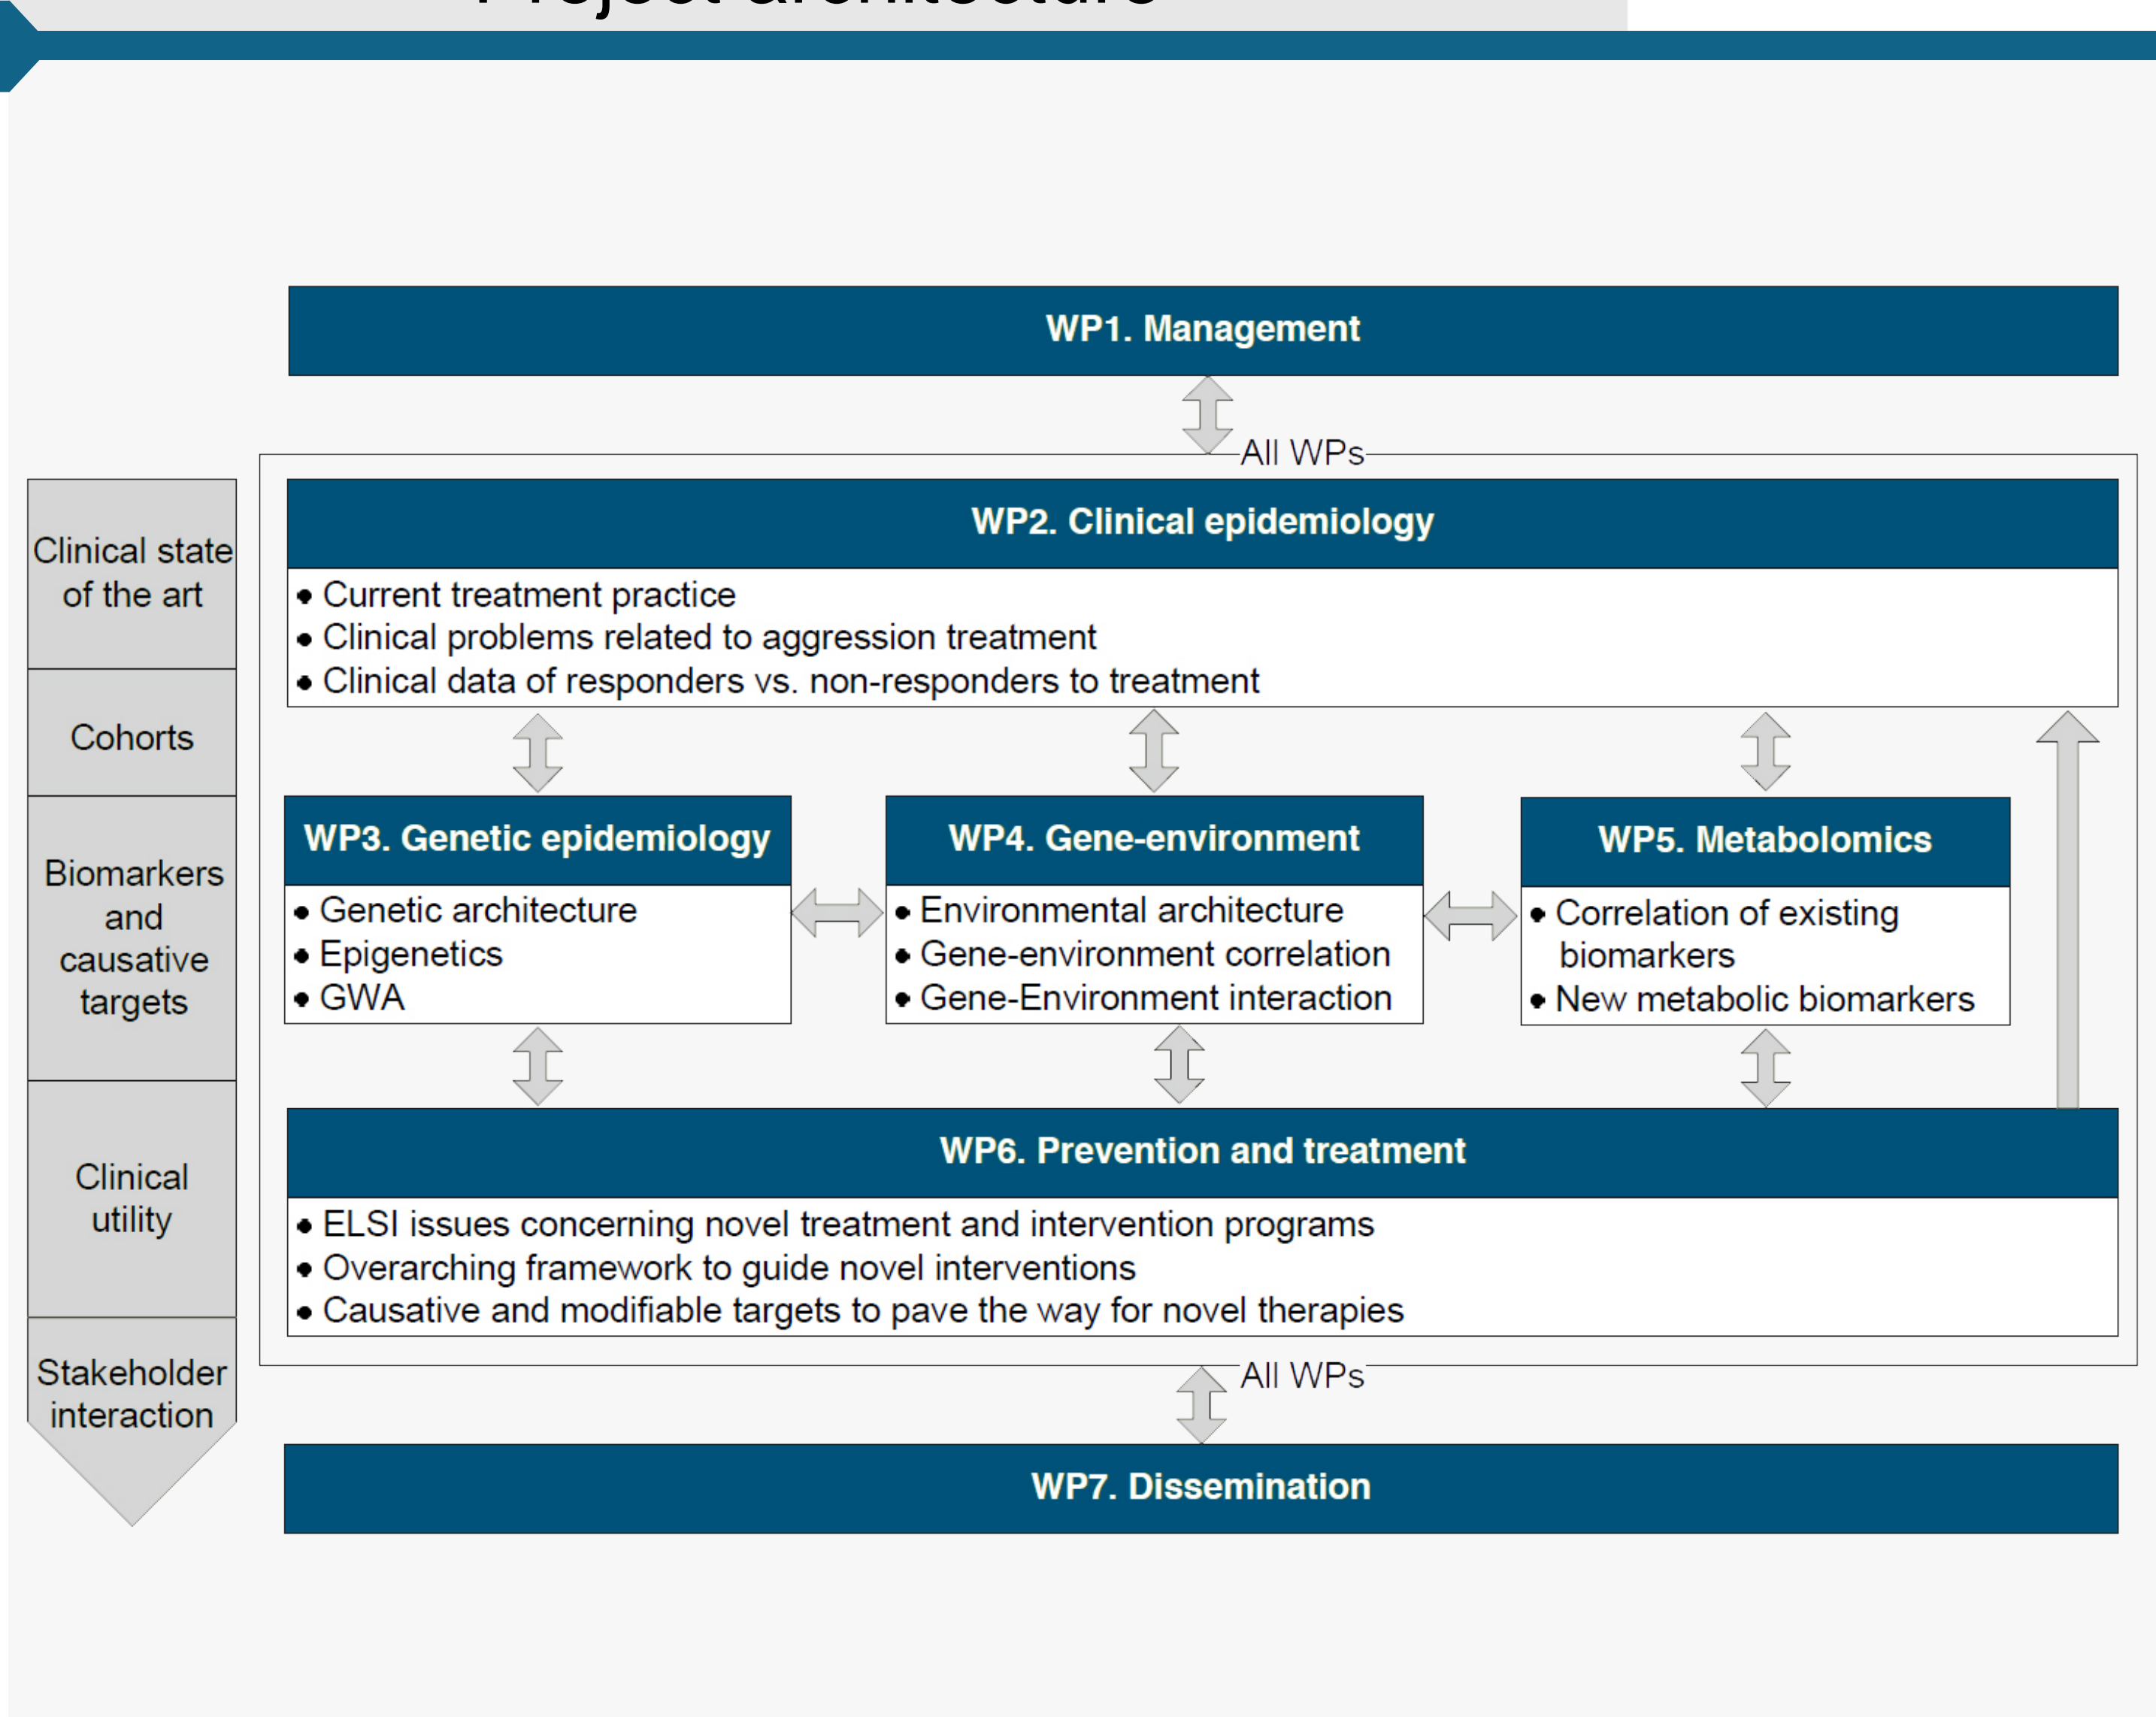 Project architecture
WP1. Management
All WPs
Clinical state
of the art
Cohorts
Biomarkers
and
causative
targets
Clinical
utility
Stakeholder
interaction
WP2. Clinical epidemiology
• Current treatment practice
• Clinical problems related to aggression treatment
• Clinical data of responders vs. non-responders to treatment
WP3. Genetic epidemiology
• Genetic architecture
• Epigenetics
• GWA
WP4. Gene-environment
• Environmental architecture
• Gene-environment correlation
• Gene-Environment interaction
WP5. Metabolomics
• Correlation of existing
biomarkers
• New metabolic biomarkers
WP6. Prevention and treatment
• ELSI issues concerning novel treatment and intervention programs
• Overarching framework to guide novel interventions
• Causative and modifiable targets to pave the way for novel therapies
All WPs
WP7. Dissemination